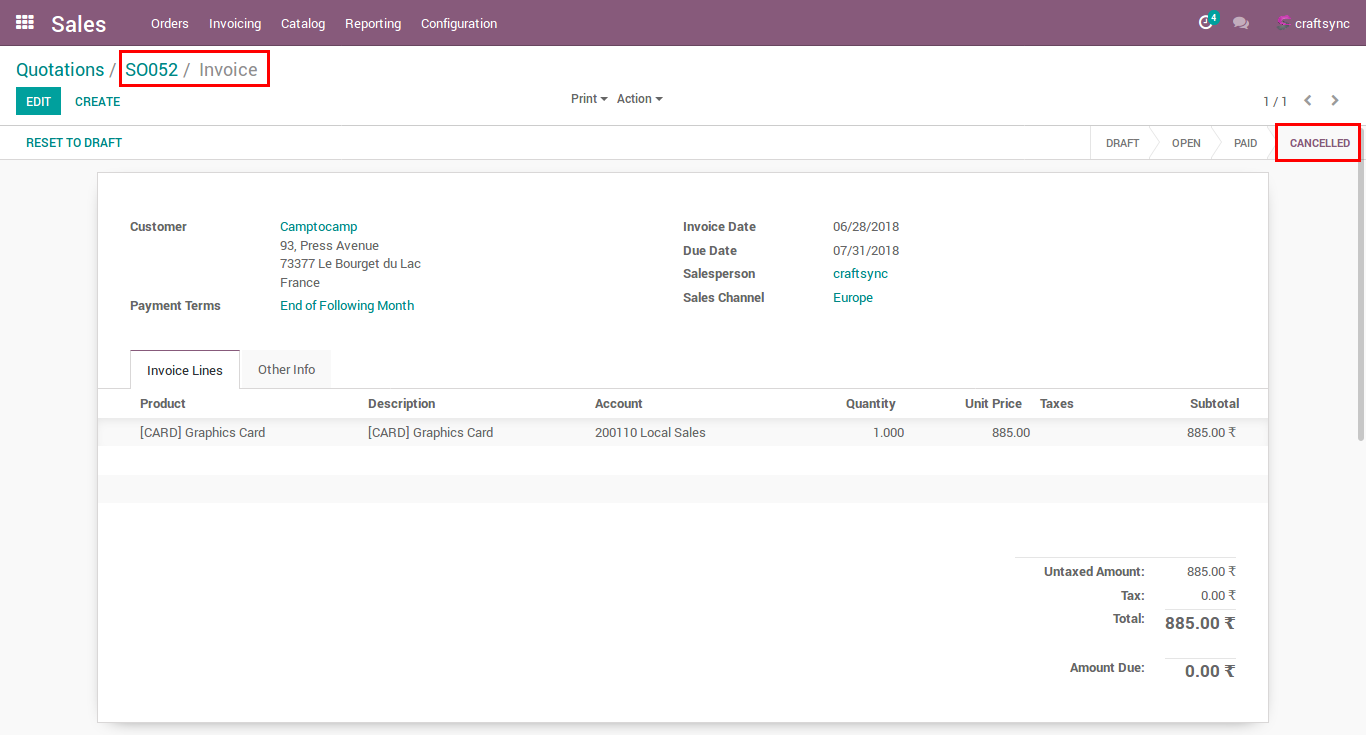 Sales Orders Invoicing Catalog Reporting Configuration 4 craftsync
Quotations / SO052 / Invoice
EDIT CREATE Print Action 1 / 1
RESET TO DRAFT DRAFT OPEN PAID CANCELLED
Customer Camptocamp Invoice Date 06/28/2018
93, Press Avenue Due Date 07/31/2018
73377 Le Bourget du Lac Salesperson craftsync
France
Payment Terms End of Following Month Sales Channel Europe
Invoice Lines Other Info
Product Description Account Quantity Unit Price Taxes Subtotal
[CARD] Graphics Card [CARD] Graphics Card 200110 Local Sales 1.000 885.00 885.00 ₹
Untaxed Amount: 885.00 ₹
Tax: 0.00 ₹
Total: 885.00 ₹
Amount Due: 0.00 ₹